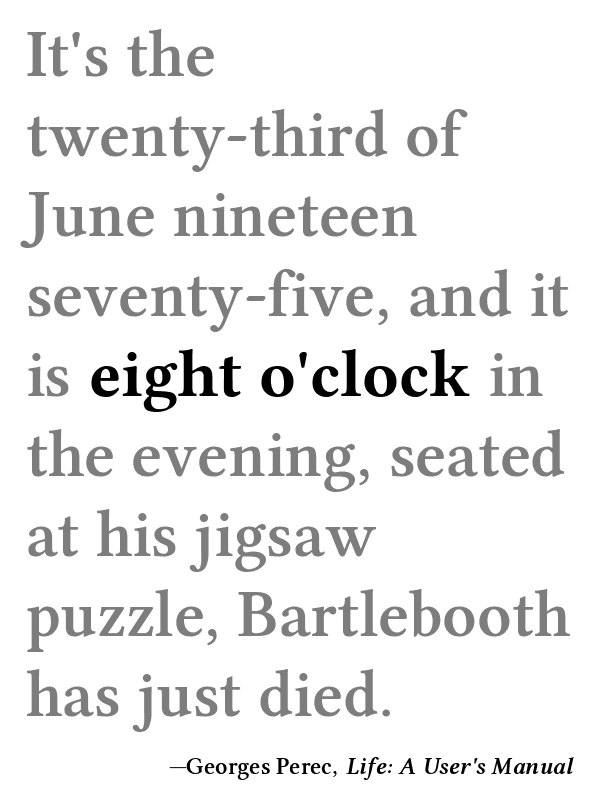 It's the
twenty-third of
June nineteen
seventy-five, and it
is eight o'clock in
the evening, seated
at his jigsaw
puzzle, Bartlebooth
has just died.
—Georges Perec, Life: A User's Manual